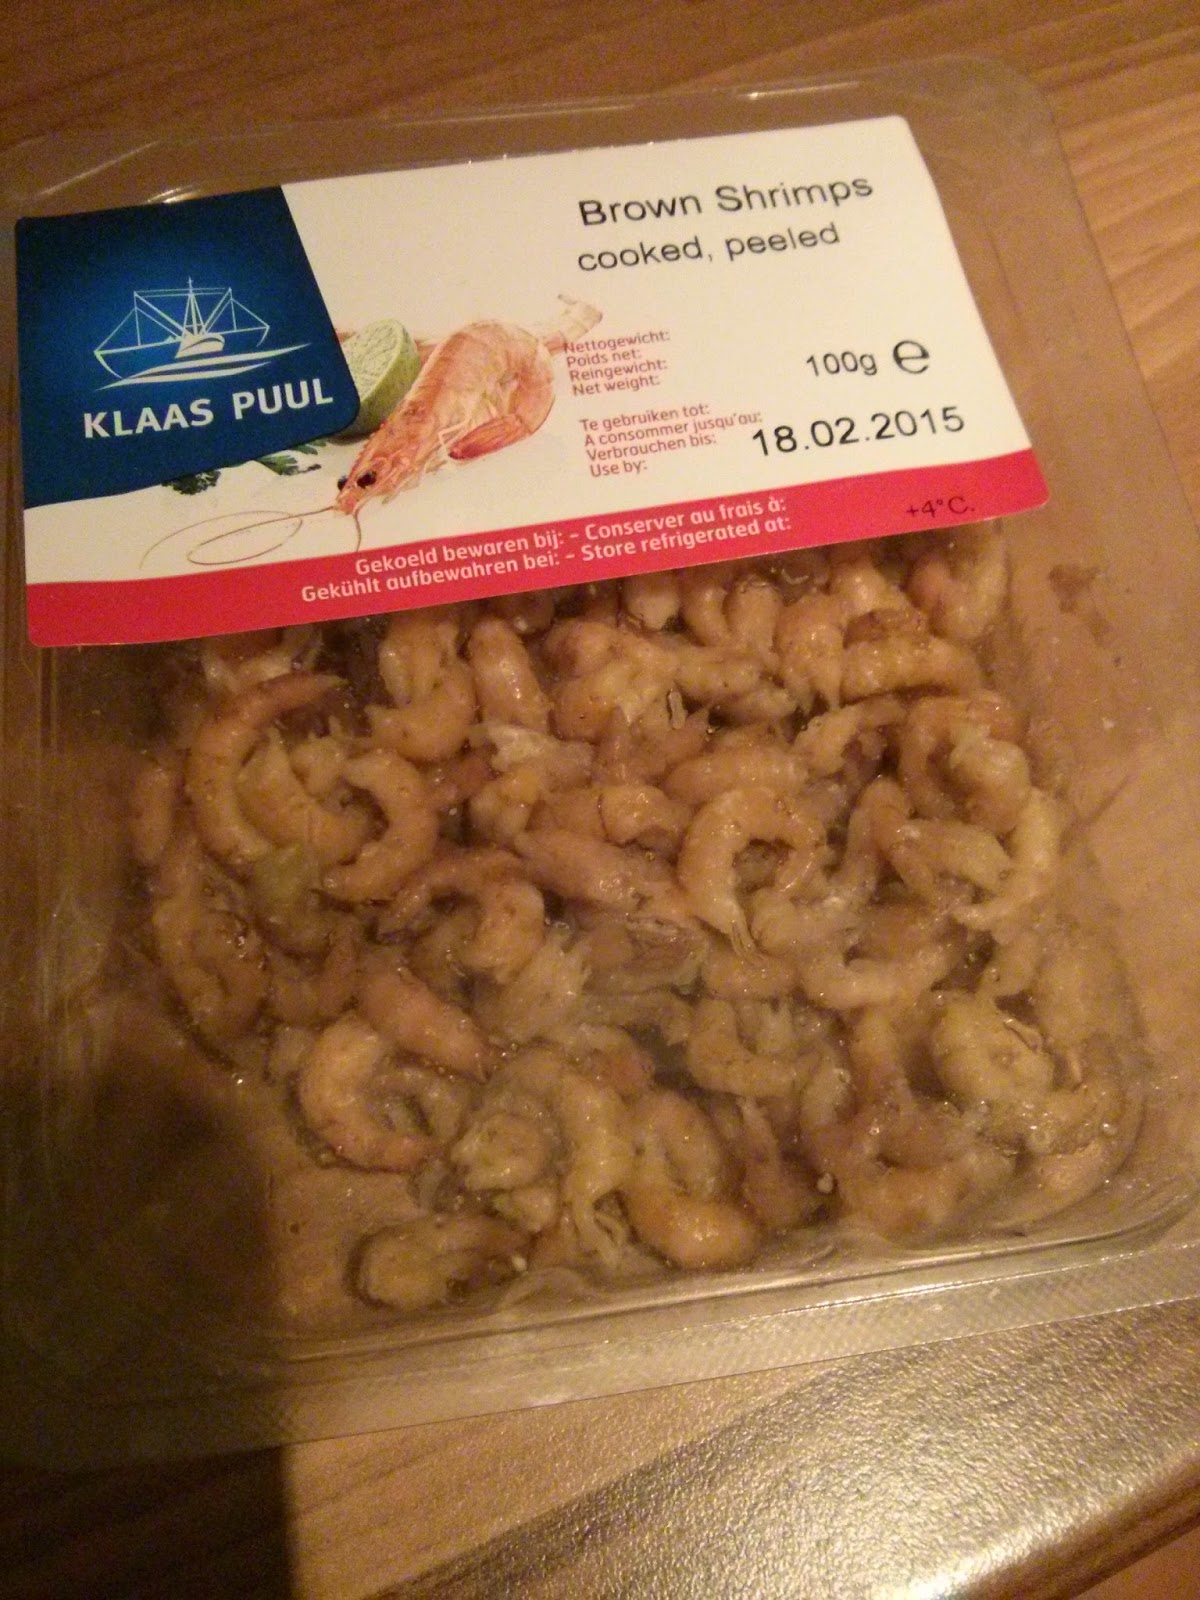 KLAAS PUUL
Brown Shrimps
cooked, peeled
Nettogewicht:
Poids net:
Reingewicht:
Net weight:
100g ℮
Te gebruiken tot:
A consommer jusqu'au:
Verbrauchen bis:
Use by:
18.02.2015
Gekoeld bewaren bij: - Conserver au frais à:
Gekühlt aufbewahren bei: - Store refrigerated at:
+4°C.